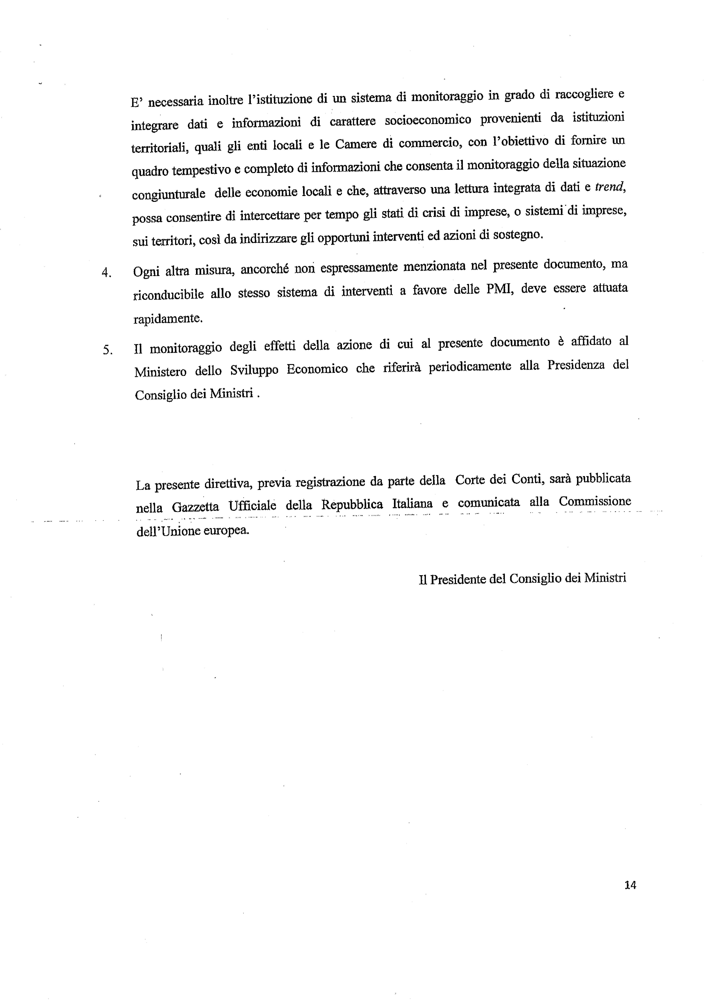 E' necessaria inoltre l'istituzione di un sistema di monitoraggio in grado di raccogliere e
integrare dati e informazioni di carattere socioeconomico provenienti da istituzioni
territoriali, quali gli enti locali e le Camere di commercio, con l'obiettivo di fornire un
quadro tempestivo e completo di informazioni che consenta il monitoraggio della situazione
congiunturale delle economie locali e che, attraverso una lettura integrata di dati e trend,
possa consentire di intercettare per tempo gli stati di crisi di imprese, o sistemi di imprese,
sui territori, così da indirizzare gli opportuni interventi ed azioni di sostegno.
4. Ogni altra misura, ancorché non espressamente menzionata nel presente documento, ma
riconducibile allo stesso sistema di interventi a favore delle PMI, deve essere attuata
rapidamente.
5. Il monitoraggio degli effetti della azione di cui al presente documento è affidato al
Ministero dello Sviluppo Economico che riferirà periodicamente alla Presidenza del
Consiglio dei Ministri .
La presente direttiva, previa registrazione da parte della Corte dei Conti, sarà pubblicata
nella Gazzetta Ufficiale della Repubblica Italiana e comunicata alla Commissione
dell'Unione europea.
Il Presidente del Consiglio dei Ministri
14